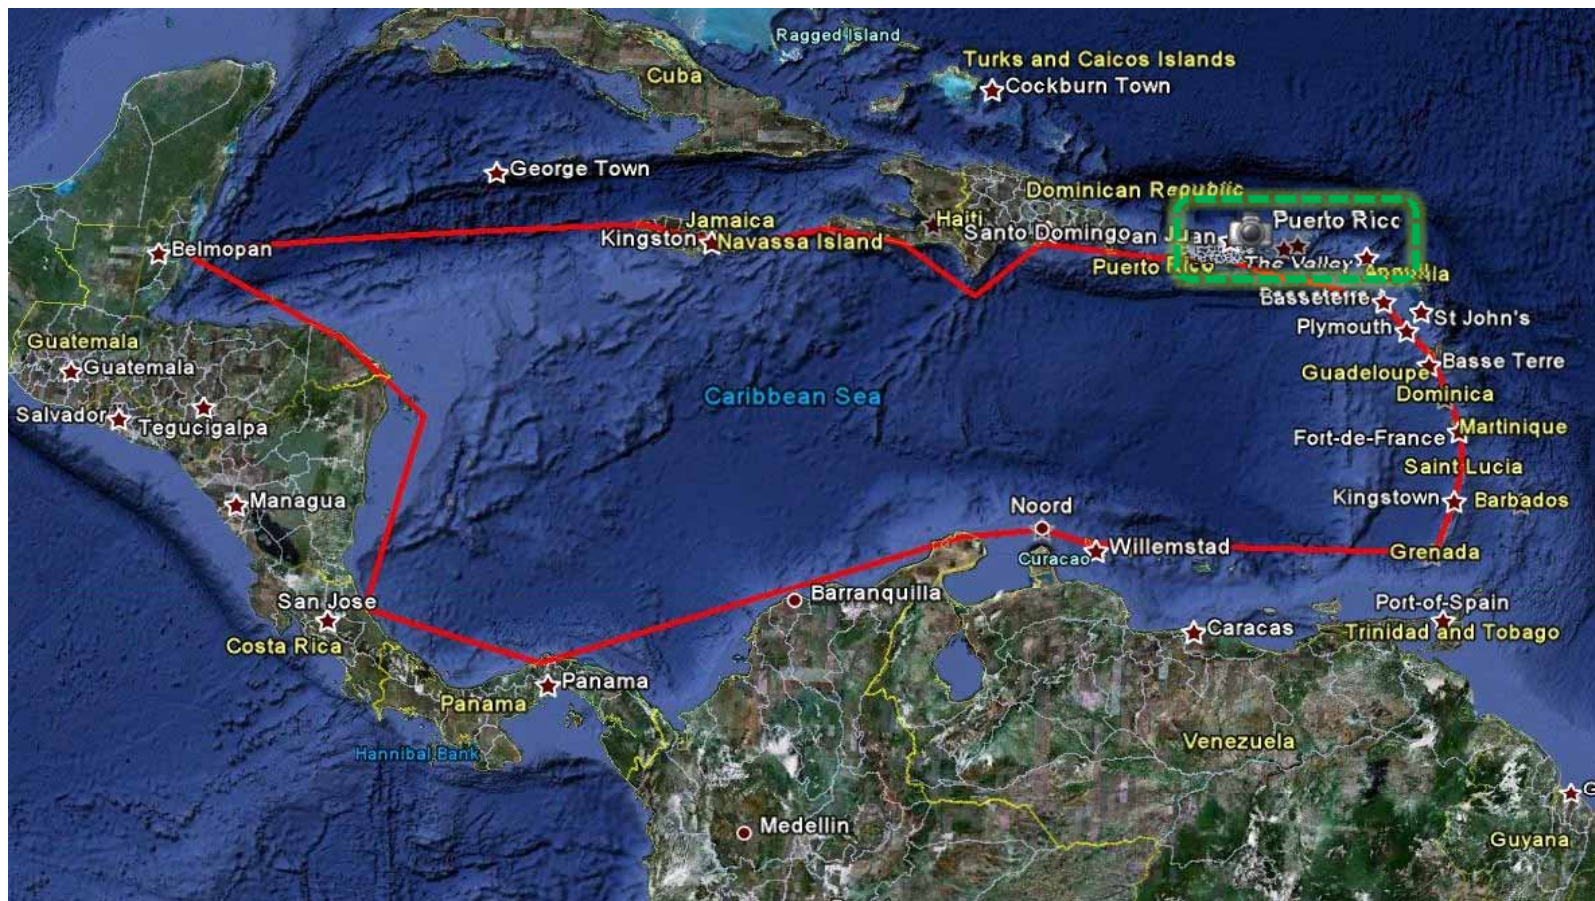 Ragged Island
Turks and Caicos Islands
Cockburn Town
Cuba
George Town
Dominican Republic
Jamaica
Haiti
Puerto Rico
Kingston
Navassa Island
Santo Domingo
an Juan
Belmopan
Puerto Rico
The Valley
Anguilla
Basseterre
St John's
Plymouth
Guatemala
Guatemala
Basse Terre
Guadeloupe
Caribbean Sea
Dominica
Salvador
Tegucigalpa
Martinique
Fort-de-France
Saint Lucia
Managua
Kingstown
Barbados
Noord
Willemstad
Grenada
Curacao
San Jose
Barranquilla
Port-of-Spain
Caracas
Trinidad and Tobago
Costa Rica
Panama
Panama
Venezuela
Hannibal Bank
G
Medellin
Guyana